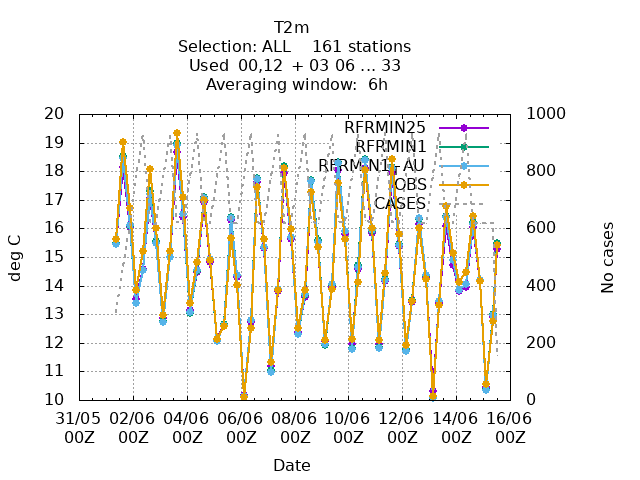 T2m
Selection: ALL    161 stations
Used  00,12  + 03 06 ... 33
Averaging window:  6h
20
19
18
17
16
15
14
13
12
11
10
deg C
1000
800
600
400
200
0
No cases
RFRMIN25
RFRMIN1
RFRMIN1+AU
OBS
CASES
31/05 02/06 04/06 06/06 08/06 10/06 12/06 14/06 16/06
00Z 00Z 00Z 00Z 00Z 00Z 00Z 00Z 00Z
Date